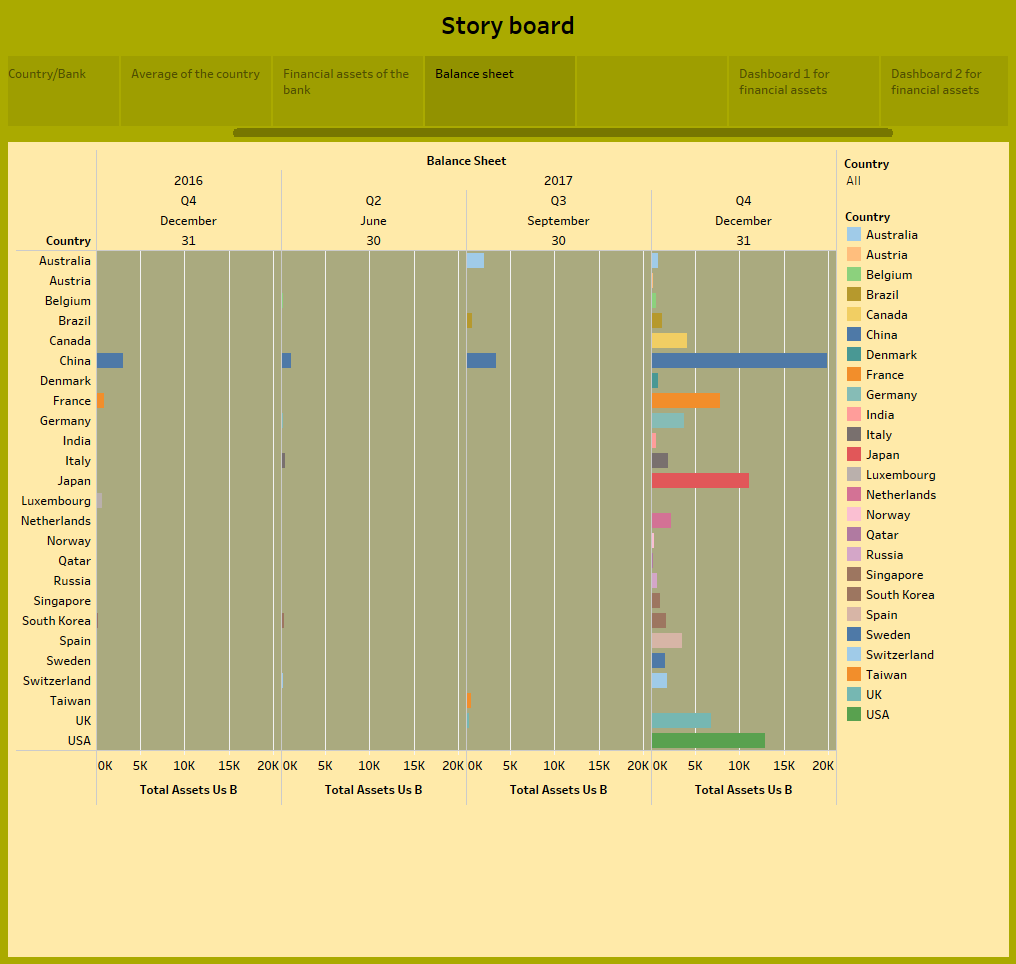 Story board
Country/Bank
Average of the country
Financial assets of the
bank
Balance sheet
Dashboard 1 for
financial assets
Dashboard 2 for
financial assets
Balance Sheet
2016 2017
Q4 Q2 Q3 Q4
December June September December
Country 31 30 30 31
Australia
Austria
Belgium
Brazil
Canada
China
Denmark
France
Germany
India
Italy
Japan
Luxembourg
Netherlands
Norway
Qatar
Russia
Singapore
South Korea
Spain
Sweden
Switzerland
Taiwan
UK
USA
0K 5K 10K 15K 20K 0K 5K 10K 15K 20K 0K 5K 10K 15K 20K 0K 5K 10K 15K 20K
Total Assets Us B Total Assets Us B Total Assets Us B Total Assets Us B
Country
All
Country
Australia
Austria
Belgium
Brazil
Canada
China
Denmark
France
Germany
India
Italy
Japan
Luxembourg
Netherlands
Norway
Qatar
Russia
Singapore
South Korea
Spain
Sweden
Switzerland
Taiwan
UK
USA